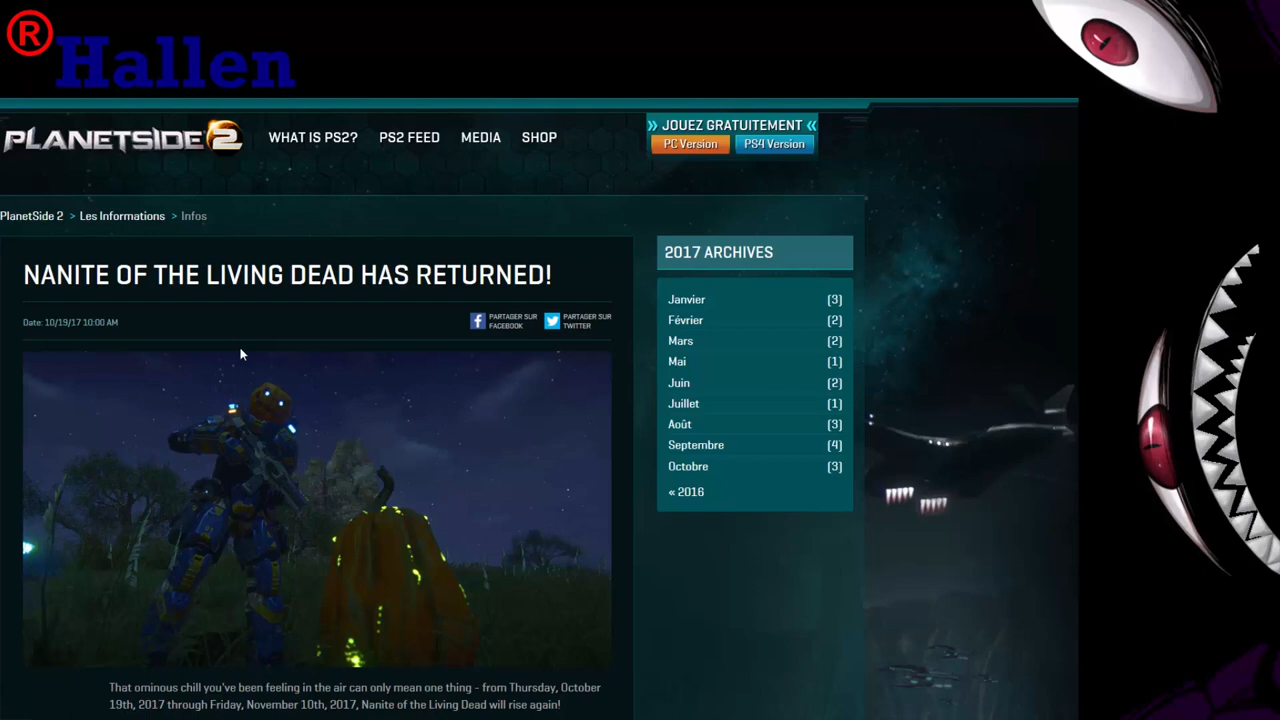 ®Hallen
PLANETSIDE 2
WHAT IS PS2?
PS2 FEED
MEDIA
SHOP
» JOUEZ GRATUITEMENT «
PC Version
PS4 Version
PlanetSide 2 > Les Informations > Infos
NANITE OF THE LIVING DEAD HAS RETURNED!
Date: 10/19/17 10:00 AM
PARTAGER SUR
FACEBOOK
PARTAGER SUR
TWITTER
That ominous chill you've been feeling in the air can only mean one thing - from Thursday, October
19th, 2017 through Friday, November 10th, 2017, Nanite of the Living Dead will rise again!
2017 ARCHIVES
Janvier (3)
Février (2)
Mars (2)
Mai (1)
Juin (2)
Juillet (1)
Août (3)
Septembre (4)
Octobre (3)
« 2016